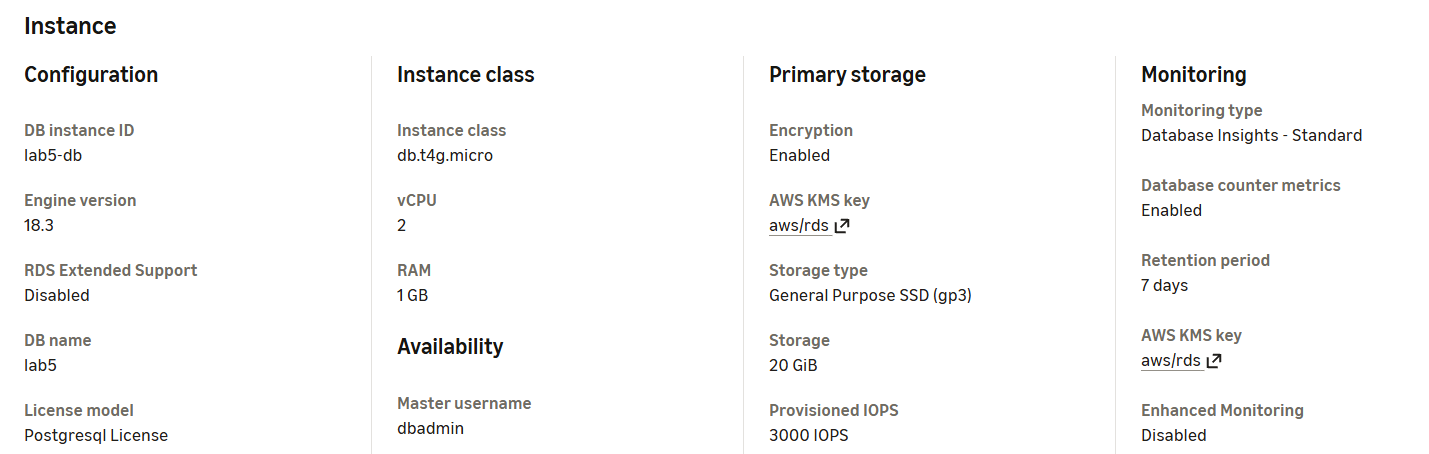 Instance
Configuration
DB instance ID
lab5-db
Engine version
18.3
RDS Extended Support
Disabled
DB name
lab5
License model
Postgresql License
Instance class
Instance class
db.t4g.micro
vCPU
2
RAM
1 GB
Availability
Master username
dbadmin
Primary storage
Encryption
Enabled
AWS KMS key
aws/rds
Storage type
General Purpose SSD (gp3)
Storage
20 GiB
Provisioned IOPS
3000 IOPS
Monitoring
Monitoring type
Database Insights - Standard
Database counter metrics
Enabled
Retention period
7 days
AWS KMS key
aws/rds
Enhanced Monitoring
Disabled